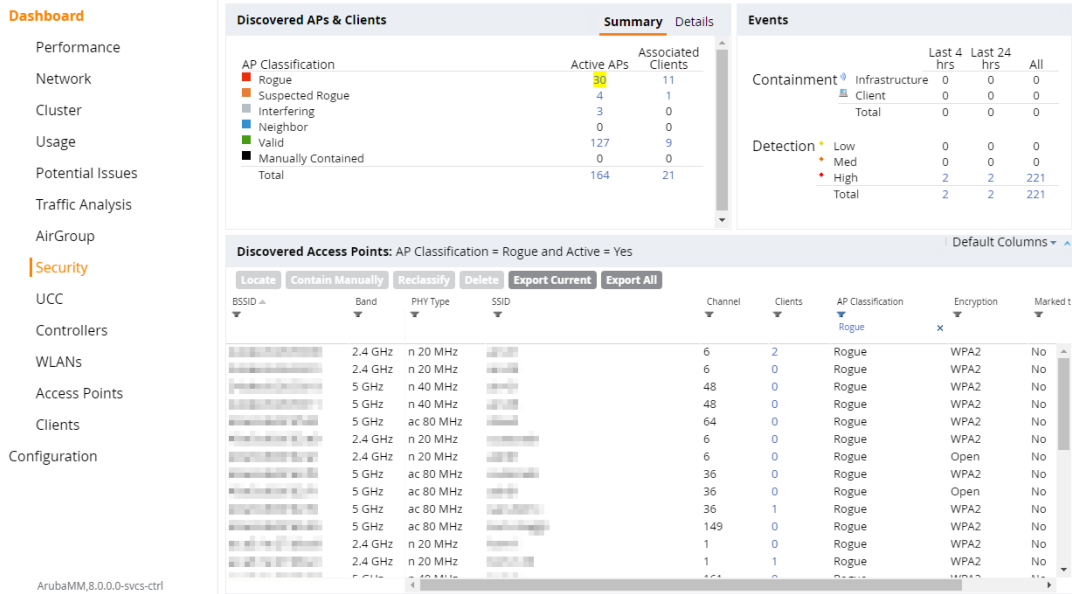 Dashboard
Performance
Network
Cluster
Usage
Potential Issues
Traffic Analysis
AirGroup
Security
UCC
Controllers
WLANs
Access Points
Clients
Configuration
ArubaMM,8.0.0.0-svcs-ctrl
Discovered APs & Clients Summary Details
AP Classification Active APs Associated Clients
Rogue 30 11
Suspected Rogue 4 1
Interfering 3 0
Neighbor 0 0
Valid 127 9
Manually Contained 0 0
Total 164 21
Events
Last 4 hrs Last 24 hrs All
Containment Infrastructure 0 0 0
Client 0 0 0
Total 0 0 0
Detection Low 0 0 0
Med 0 0 0
High 2 2 221
Total 2 2 221
Discovered Access Points: AP Classification = Rogue and Active = Yes Default Columns
Locate Contain Manually Reclassify Delete Export Current Export All
BSSID Band PHY Type SSID Channel Clients AP Classification Encryption Marked t
Rogue x
2.4 GHz n 20 MHz 6 2 Rogue WPA2 No
2.4 GHz n 20 MHz 6 0 Rogue WPA2 No
5 GHz n 40 MHz 48 0 Rogue WPA2 No
5 GHz n 40 MHz 48 0 Rogue WPA2 No
5 GHz ac 80 MHz 64 0 Rogue WPA2 No
2.4 GHz n 20 MHz 6 0 Rogue WPA2 No
2.4 GHz n 20 MHz 6 0 Rogue Open No
5 GHz ac 80 MHz 36 0 Rogue WPA2 No
5 GHz ac 80 MHz 36 0 Rogue Open No
5 GHz ac 80 MHz 36 1 Rogue WPA2 No
5 GHz ac 80 MHz 149 0 Rogue WPA2 No
2.4 GHz n 20 MHz 1 0 Rogue WPA2 No
2.4 GHz n 20 MHz 1 1 Rogue WPA2 No